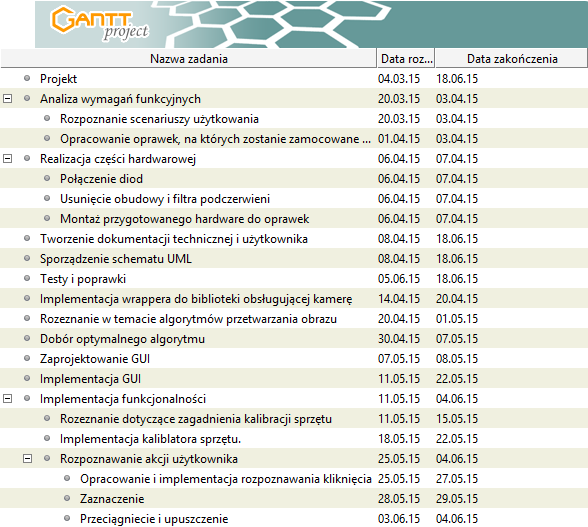 GANTT
project
Nazwa zadania Data roz... Data zakończenia
Projekt 04.03.15 18.06.15
Analiza wymagań funkcyjnych 20.03.15 03.04.15
Rozpoznanie scenariuszy użytkowania 20.03.15 03.04.15
Opracowanie oprawek, na których zostanie zamocowane ... 01.04.15 03.04.15
Realizacja części hardwarowej 06.04.15 07.04.15
Połączenie diod 06.04.15 07.04.15
Usunięcie obudowy i filtra podczerwieni 06.04.15 07.04.15
Montaż przygotowanego hardware do oprawek 06.04.15 07.04.15
Tworzenie dokumentacji technicznej i użytkownika 08.04.15 18.06.15
Sporządzenie schematu UML 08.04.15 18.06.15
Testy i poprawki 05.06.15 18.06.15
Implementacja wrappera do biblioteki obsługującej kamerę 14.04.15 20.04.15
Rozeznanie w temacie algorytmów przetwarzania obrazu 20.04.15 01.05.15
Dobór optymalnego algorytmu 30.04.15 07.05.15
Zaprojektowanie GUI 07.05.15 08.05.15
Implementacja GUI 11.05.15 22.05.15
Implementacja funkcjonalności 11.05.15 04.06.15
Rozeznanie dotyczące zagadnienia kalibracji sprzętu 11.05.15 15.05.15
Implementacja kaliblatora sprzętu. 18.05.15 22.05.15
Rozpoznawanie akcji użytkownika 25.05.15 04.06.15
Opracowanie i implementacja rozpoznawania kliknięcia 25.05.15 27.05.15
Zaznaczenie 28.05.15 29.05.15
Przeciągniecie i upuszczenie 03.06.15 04.06.15